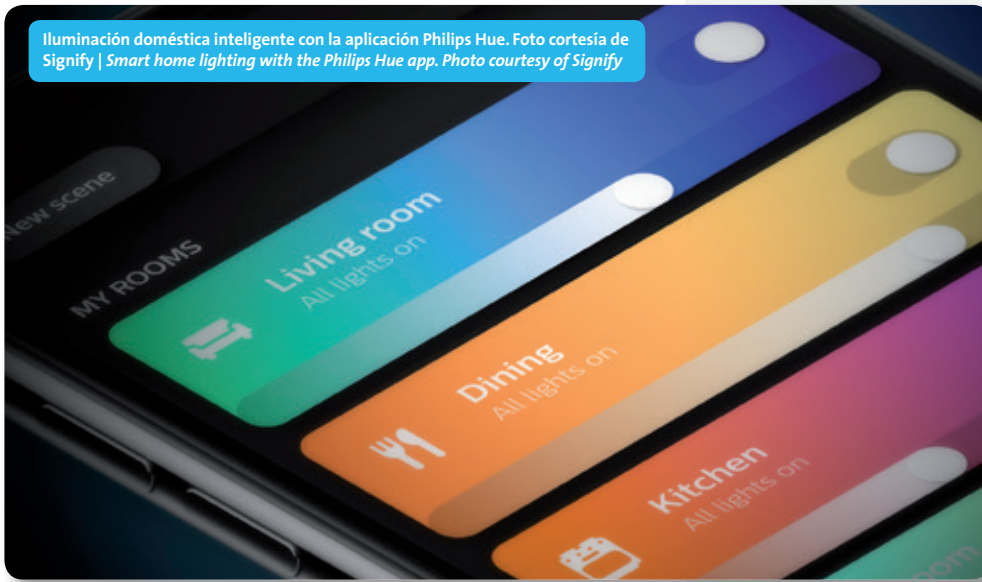 Iluminación doméstica inteligente con la aplicación Philips Hue. Foto cortesía de
Signify | Smart home lighting with the Philips Hue app. Photo courtesy of Signify
New scene
MY ROOMS
Living room
All lights on
Dining
All lights on
Kitchen
All lights on